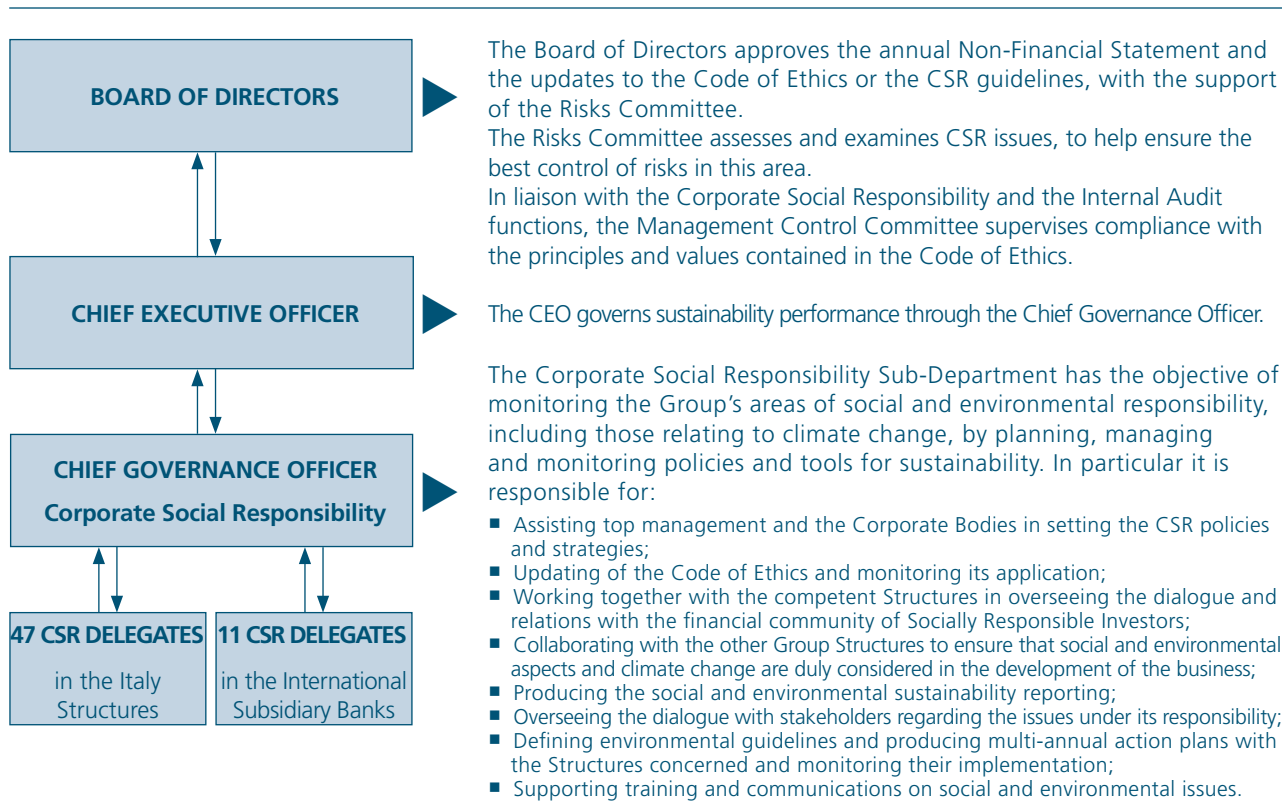 BOARD OF DIRECTORS
The Board of Directors approves the annual Non-Financial Statement and
the updates to the Code of Ethics or the CSR guidelines, with the support
of the Risks Committee.
The Risks Committee assesses and examines CSR issues, to help ensure the
best control of risks in this area.
In liaison with the Corporate Social Responsibility and the Internal Audit
functions, the Management Control Committee supervises compliance with
the principles and values contained in the Code of Ethics.
CHIEF EXECUTIVE OFFICER
The CEO governs sustainability performance through the Chief Governance Officer.
CHIEF GOVERNANCE OFFICER
Corporate Social Responsibility
The Corporate Social Responsibility Sub-Department has the objective of
monitoring the Group’s areas of social and environmental responsibility,
including those relating to climate change, by planning, managing
and monitoring policies and tools for sustainability. In particular it is
responsible for:
■ Assisting top management and the Corporate Bodies in setting the CSR policies
and strategies;
■ Updating of the Code of Ethics and monitoring its application;
■ Working together with the competent Structures in overseeing the dialogue and
relations with the financial community of Socially Responsible Investors;
■ Collaborating with the other Group Structures to ensure that social and environmental
aspects and climate change are duly considered in the development of the business;
■ Producing the social and environmental sustainability reporting;
■ Overseeing the dialogue with stakeholders regarding the issues under its responsibility;
■ Defining environmental guidelines and producing multi-annual action plans with
the Structures concerned and monitoring their implementation;
■ Supporting training and communications on social and environmental issues.
47 CSR DELEGATES
in the Italy
Structures
11 CSR DELEGATES
in the International
Subsidiary Banks